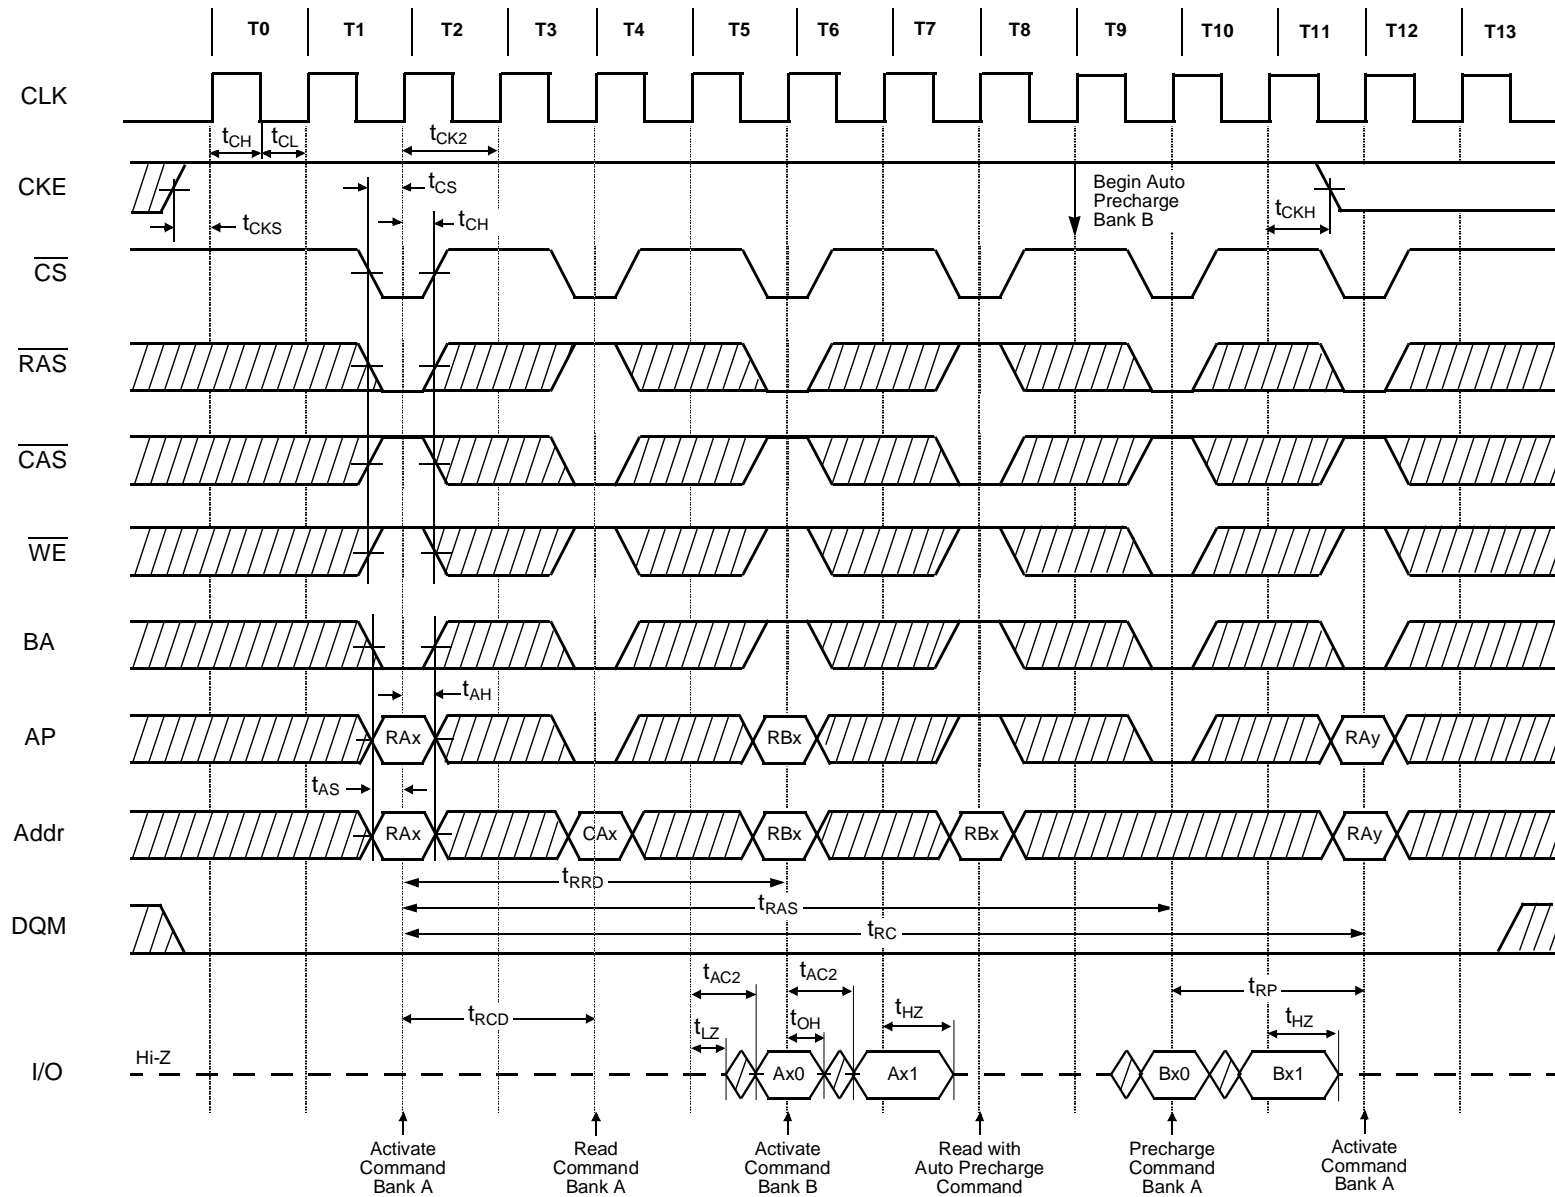 T0 T1 T2 T3 T4 T5 T6 T7 T8 T9 T10 T11 T12 T13
CLK
tCH tCL tCK2
CKE
tCS
Begin Auto
Precharge
Bank B
tCKH
tCKS
tCH
CS
RAS
CAS
WE
BA
tAH
AP
RAx RBx RAy
tAS
Addr
RAx CAx RBx RBx RAy
tRRD
tRAS
DQM
tRC
tAC2 tAC2
tRP
tRCD
tLZ tOH tHZ tHZ
I/O
Hi-Z
Ax0 Ax1 Bx0 Bx1
Activate
Command
Bank A
Read
Command
Bank A
Activate
Command
Bank B
Read with
Auto Precharge
Command
Precharge
Command
Bank A
Activate
Command
Bank A